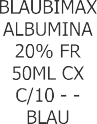 BLAUBIMAX
ALBUMINA
20% FR
50ML CX
C/10 - -
BLAU